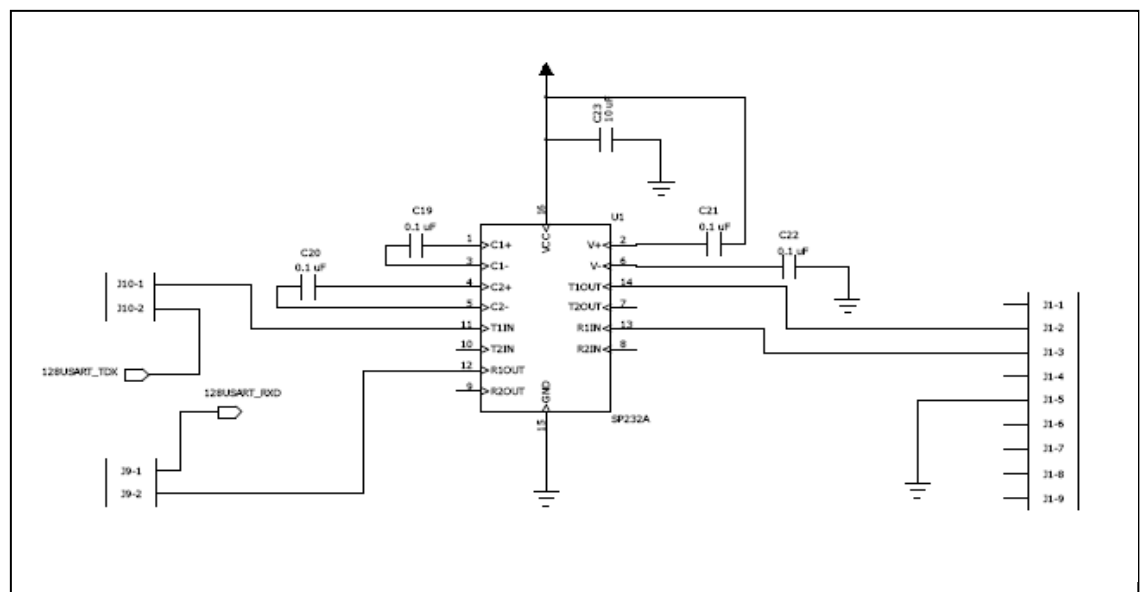 C23
10 uF
16
U1
C19
0.1 uF
C21
0.1 uF
C22
0.1 uF
C20
0.1 uF
VCC
1
C1+
V+
2
3
C1-
V-
6
4
C2+
T1OUT
14
5
C2-
T2OUT
7
11
T1IN
R1IN
13
10
T2IN
R2IN
8
12
R1OUT
9
R2OUT
GND
15
SP232A
J10-1
J10-2
128USART_TDX
128USART_RXD
J9-1
J9-2
J1-1
J1-2
J1-3
J1-4
J1-5
J1-6
J1-7
J1-8
J1-9